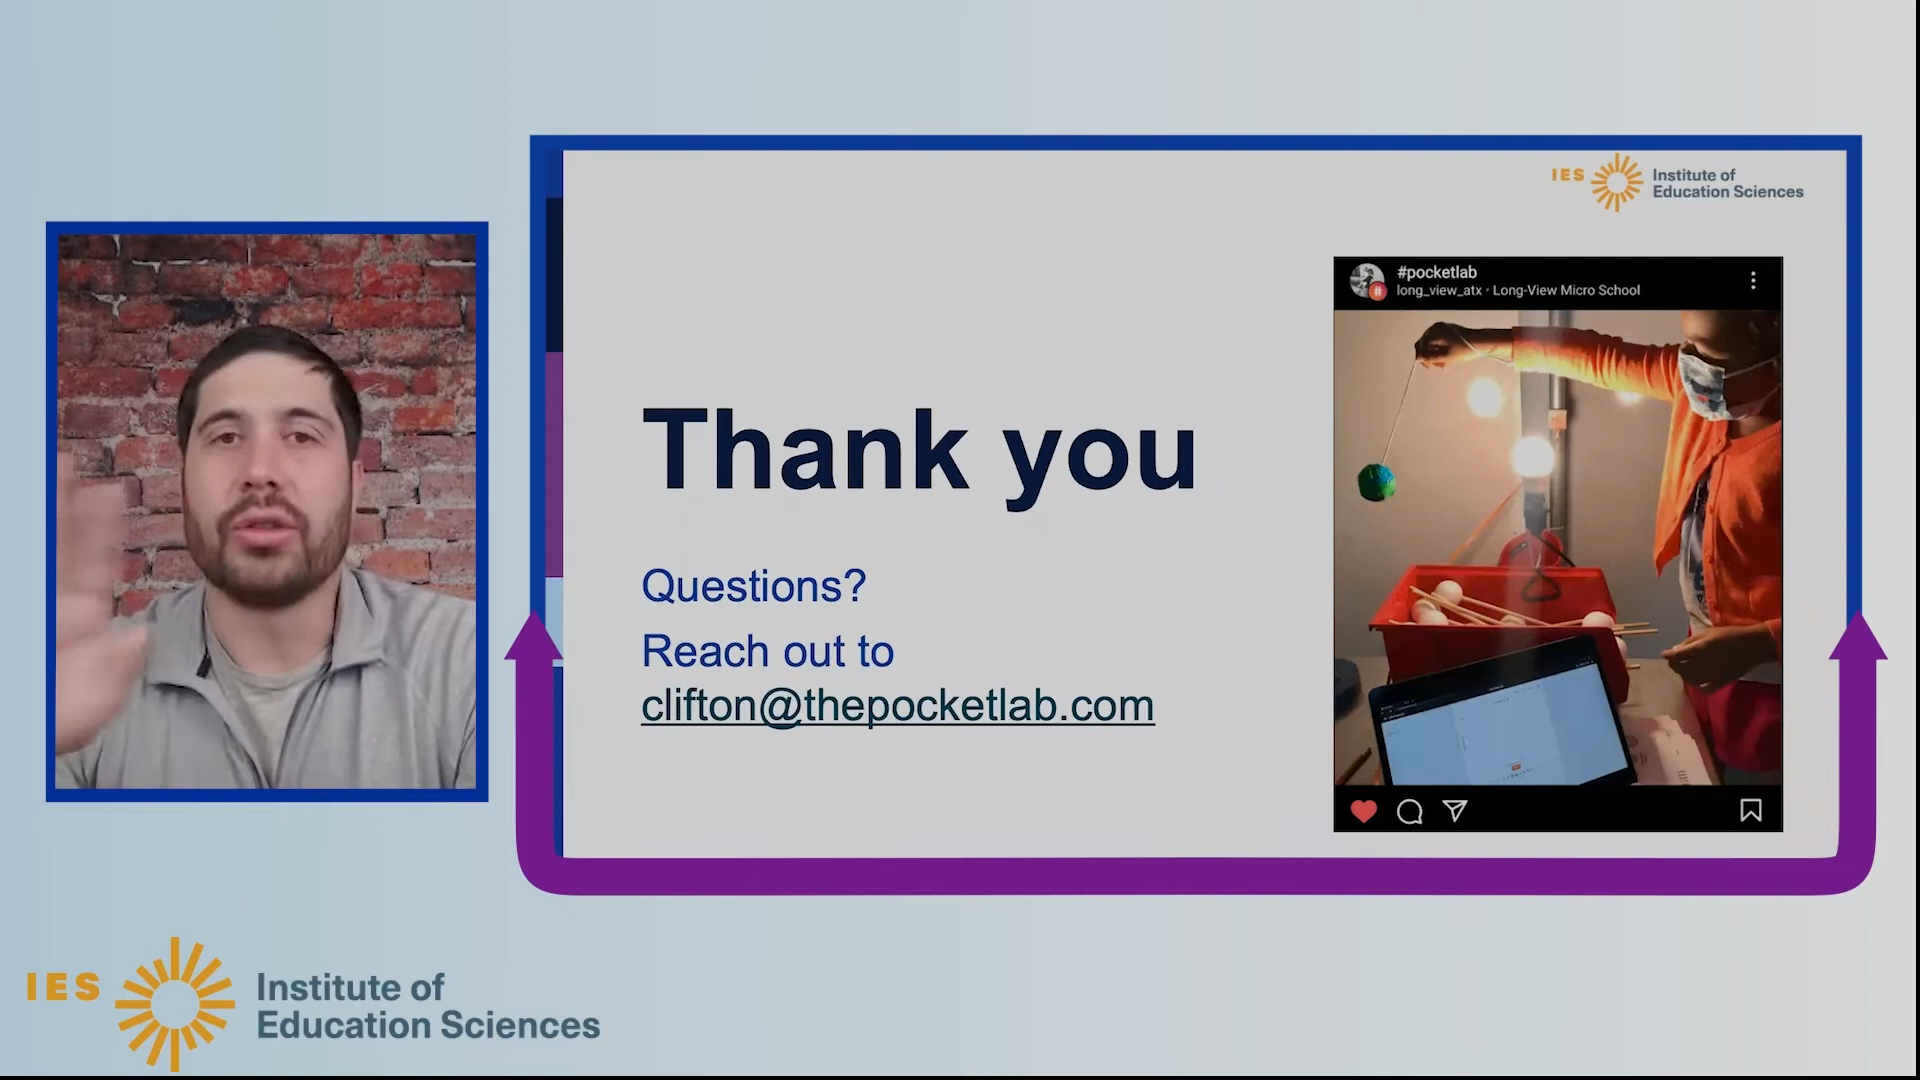 IES Institute of
Education Sciences
#pocketlab
long_view_atx · Long-View Micro School
Thank you
Questions?
Reach out to
clifton@thepocketlab.com
IES Institute of
Education Sciences